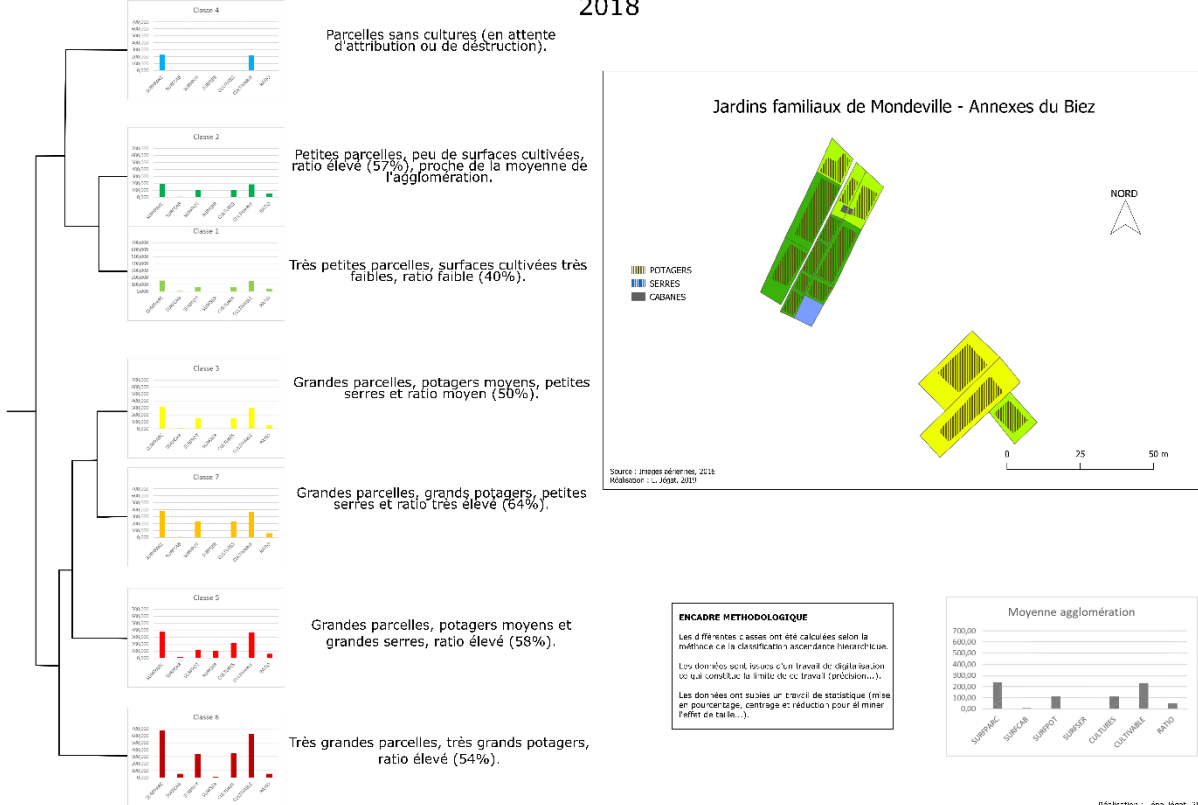 2018
Classe 4
Parcelles sans cultures (en attente
d'attribution ou de déstruction).
Classe 2
Petites parcelles, peu de surfaces cultivées,
ratio élevé (57%), proche de la moyenne de
l'agglomération.
Classe 1
Très petites parcelles, surfaces cultivées très
faibles, ratio faible (40%).
Classe 3
Grandes parcelles, potagers moyens, petites
serres et ratio moyen (50%).
Classe 7
Grandes parcelles, grands potagers, petites
serres et ratio très élevé (64%).
Classe 5
Grandes parcelles, potagers moyens et
grandes serres, ratio élevé (58%).
Classe 6
Très grandes parcelles, très grands potagers,
ratio élevé (54%).
Jardins familiaux de Mondeville - Annexes du Biez
NORD
POTAGERS
SERRES
CABANES
0 25 50 m
Source : Images aériennes, 2016
Réalisation : L. Jégat, 2019
ENCADRE METHODOLOGIQUE
Les différentes classes ont été calculées selon la
méthode de la classification ascendante hierarchique.
Les données sont issues d'un travail de digitalisation
ce qui constitue la limite de ce travail (précision...).
Les données ont subies un travail de statistique (mise
en pourcentage, centrage et réduction pour éliminer
l'effet de taille...).
Moyenne agglomération
700,00
600,00
500,00
400,00
300,00
200,00
100,00
0,00
SURFPARC SURFCAB SURFPOT SURFSER CULTURES CULTIVABLE RATIO